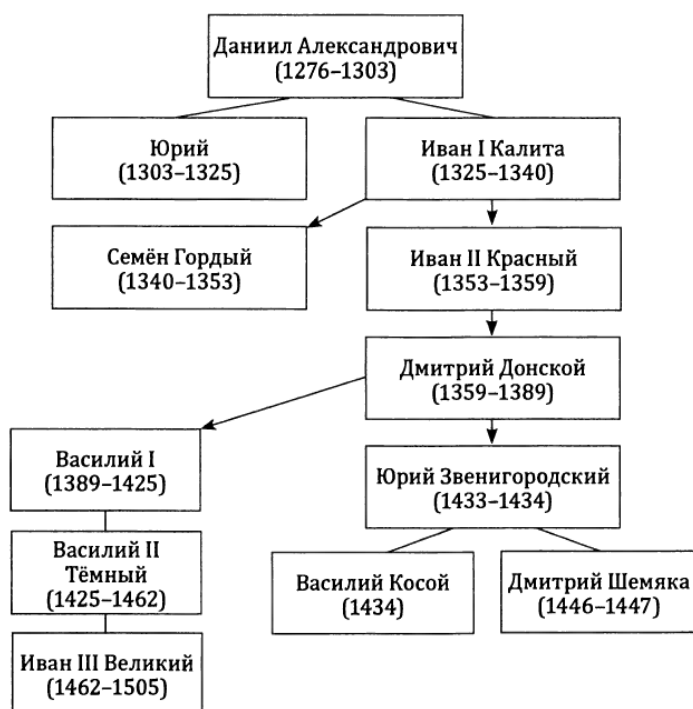 Даниил Александрович
(1276–1303)
Юрий
(1303–1325)
Иван I Калита
(1325–1340)
Семён Гордый
(1340–1353)
Иван II Красный
(1353–1359)
Дмитрий Донской
(1359–1389)
Василий I
(1389–1425)
Юрий Звенигородский
(1433–1434)
Василий II
Тёмный
(1425–1462)
Василий Косой
(1434)
Дмитрий Шемяка
(1446–1447)
Иван III Великий
(1462–1505)